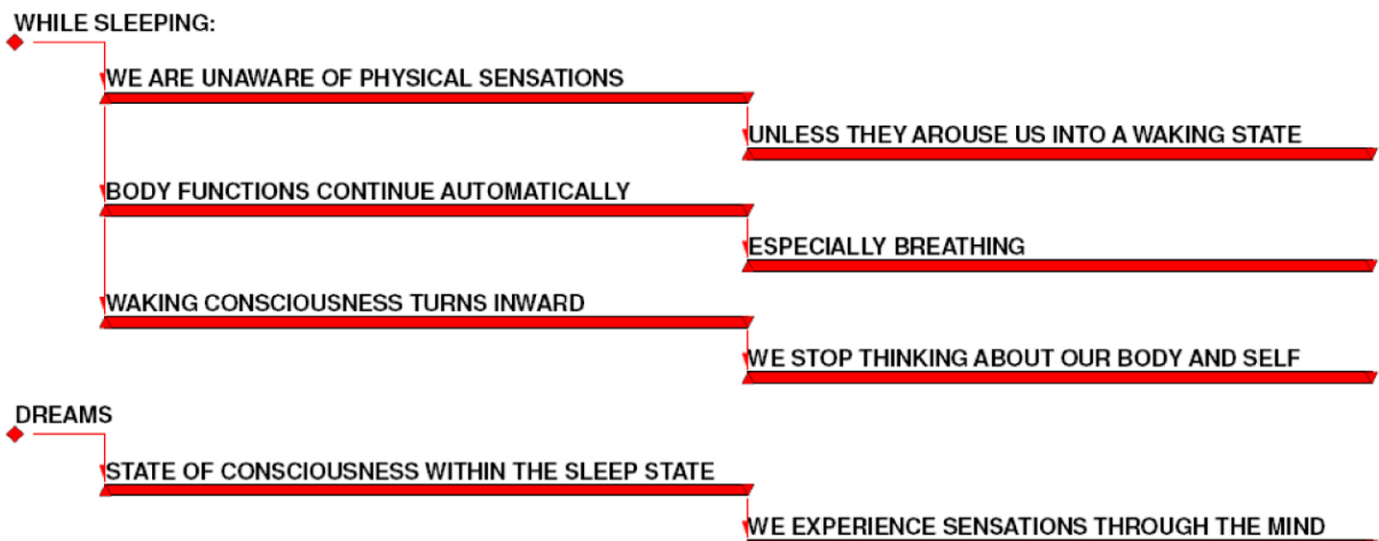 WHILE SLEEPING:
WE ARE UNAWARE OF PHYSICAL SENSATIONS
UNLESS THEY AROUSE US INTO A WAKING STATE
BODY FUNCTIONS CONTINUE AUTOMATICALLY
ESPECIALLY BREATHING
WAKING CONSCIOUSNESS TURNS INWARD
WE STOP THINKING ABOUT OUR BODY AND SELF
DREAMS
STATE OF CONSCIOUSNESS WITHIN THE SLEEP STATE
WE EXPERIENCE SENSATIONS THROUGH THE MIND